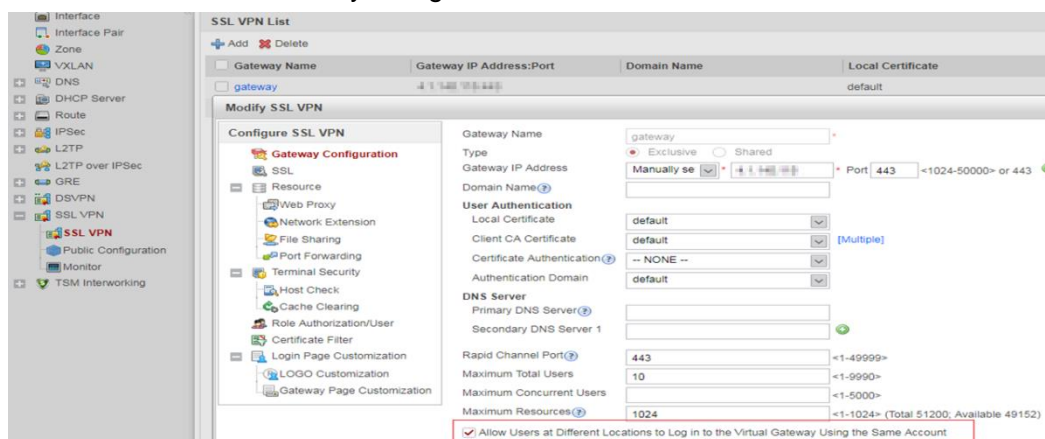 Interface
Interface Pair
Zone
VXLAN
DNS
DHCP Server
Route
IPSec
L2TP
L2TP over IPSec
GRE
DSVPN
SSL VPN
SSL VPN
Public Configuration
Monitor
TSM Interworking
SSL VPN List
Add Delete
Gateway Name Gateway IP Address:Port Domain Name Local Certificate
gateway default
Modify SSL VPN
Configure SSL VPN
Gateway Configuration
SSL
Resource
Web Proxy
Network Extension
File Sharing
Port Forwarding
Terminal Security
Host Check
Cache Clearing
Role Authorization/User
Certificate Filter
Login Page Customization
LOGO Customization
Gateway Page Customization
Gateway Name gateway *
Type Exclusive Shared
Gateway IP Address Manually se * * Port 443 <1024-50000> or 443
Domain Name
User Authentication
Local Certificate default
Client CA Certificate default [Multiple]
Certificate Authentication -- NONE --
Authentication Domain default
DNS Server
Primary DNS Server
Secondary DNS Server 1
Rapid Channel Port 443 <1-49999>
Maximum Total Users 10 <1-9990>
Maximum Concurrent Users <1-5000>
Maximum Resources 1024 <1-1024> (Total 51200; Available 49152)
Allow Users at Different Locations to Log in to the Virtual Gateway Using the Same Account